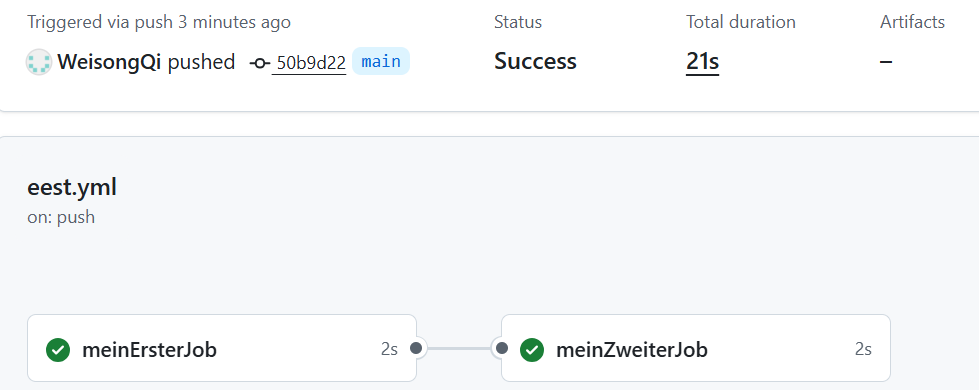 Triggered via push 3 minutes ago Status Total duration Artifacts
WeisongQi pushed 50b9d22 main Success 21s –
eest.yml
on: push
meinErsterJob 2s meinZweiterJob 2s